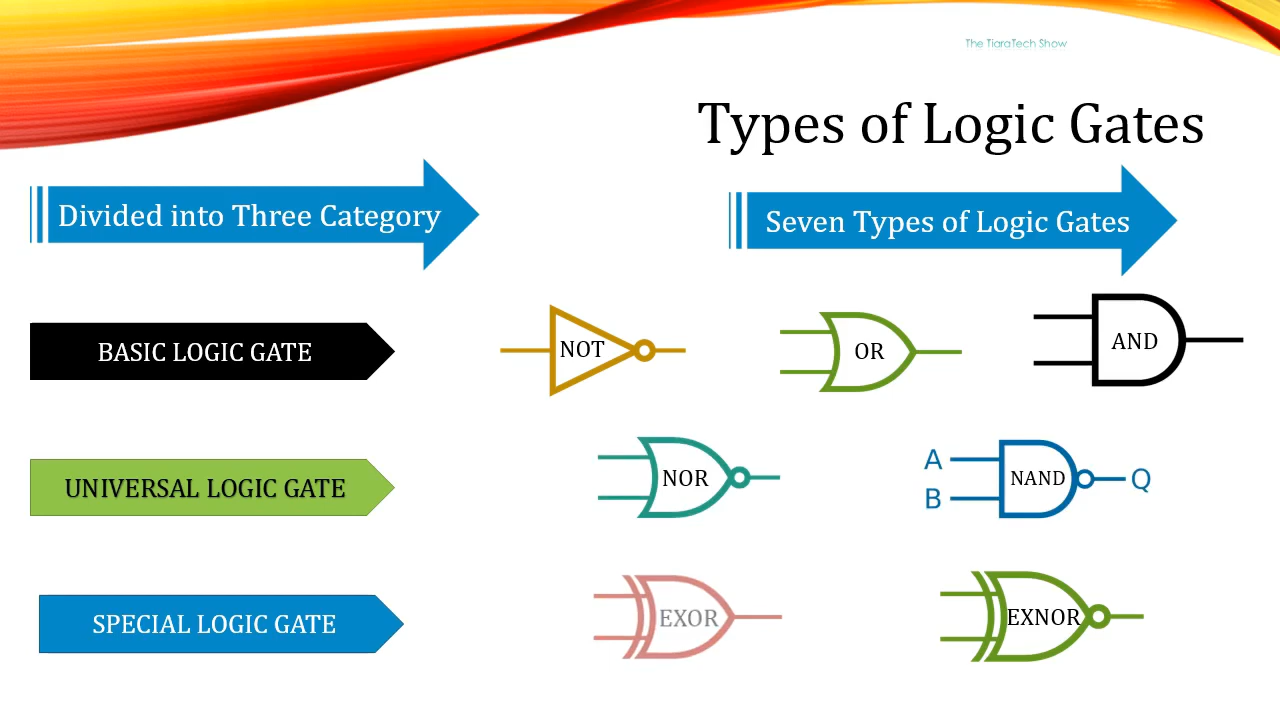 The TiaraTech Show
Types of Logic Gates
Divided into Three Category
Seven Types of Logic Gates
BASIC LOGIC GATE
NOT
OR
AND
UNIVERSAL LOGIC GATE
NOR
A
B
NAND
Q
SPECIAL LOGIC GATE
EXOR
EXNOR